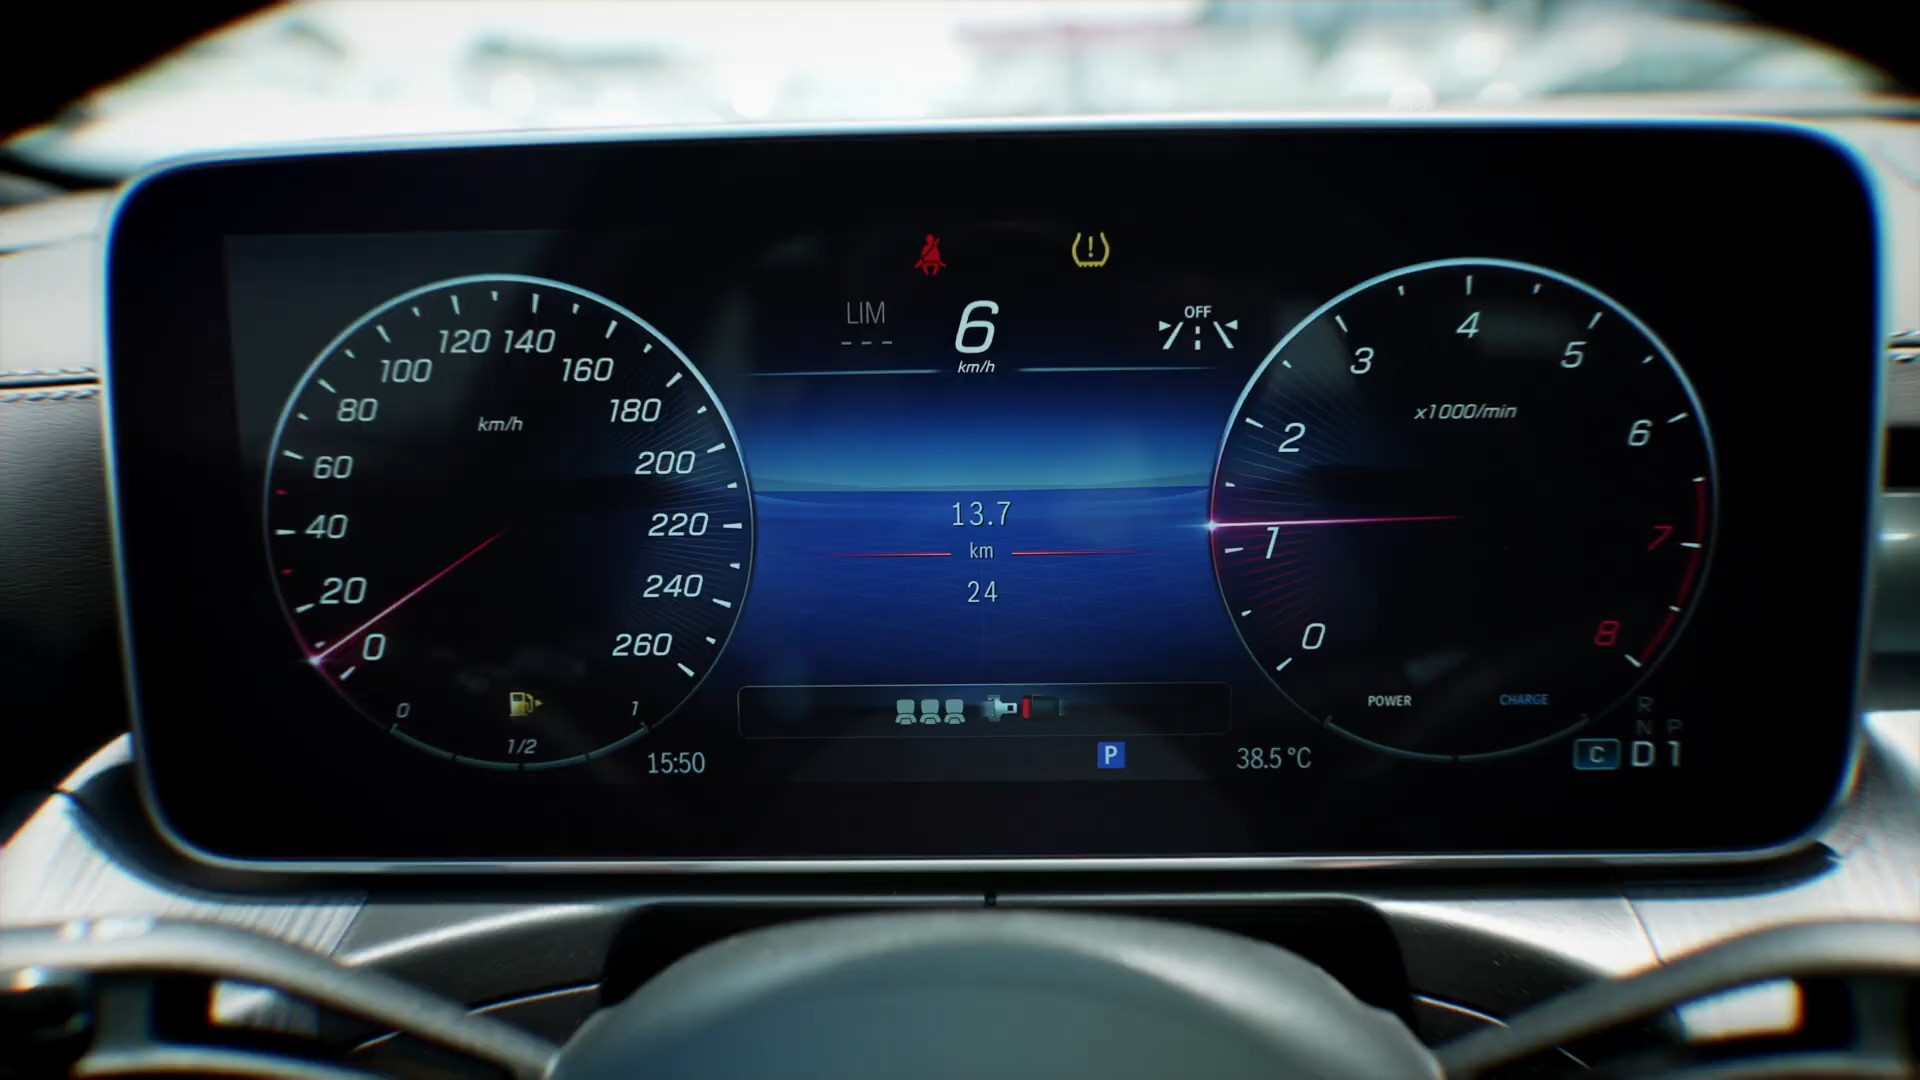 LIM
---
6
km/h
OFF
0
20
40
60
80
100
120
140
160
180
200
220
240
260
km/h
0
1/2
1
15:50
13.7
km
24
P
38.5 °C
0
1
2
3
4
5
6
7
8
x1000/min
POWER
CHARGE
R
N P
C D 1